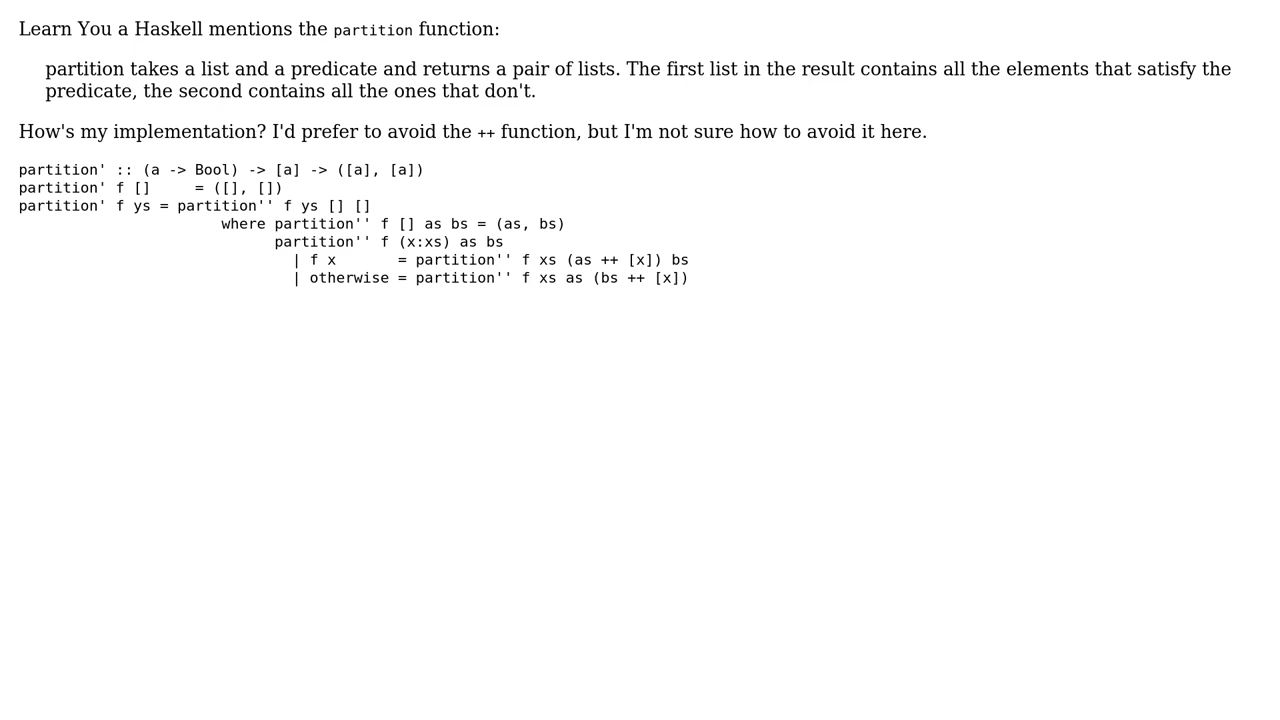 Learn You a Haskell mentions the partition function:
partition takes a list and a predicate and returns a pair of lists. The first list in the result contains all the elements that satisfy the
predicate, the second contains all the ones that don't.
How's my implementation? I'd prefer to avoid the ++ function, but I'm not sure how to avoid it here.
partition' :: (a -> Bool) -> [a] -> ([a], [a])
partition' f []     = ([], [])
partition' f ys = partition'' f ys [] []
                       where partition'' f [] as bs = (as, bs)
                             partition'' f (x:xs) as bs
                               | f x       = partition'' f xs (as ++ [x]) bs
                               | otherwise = partition'' f xs as (bs ++ [x])